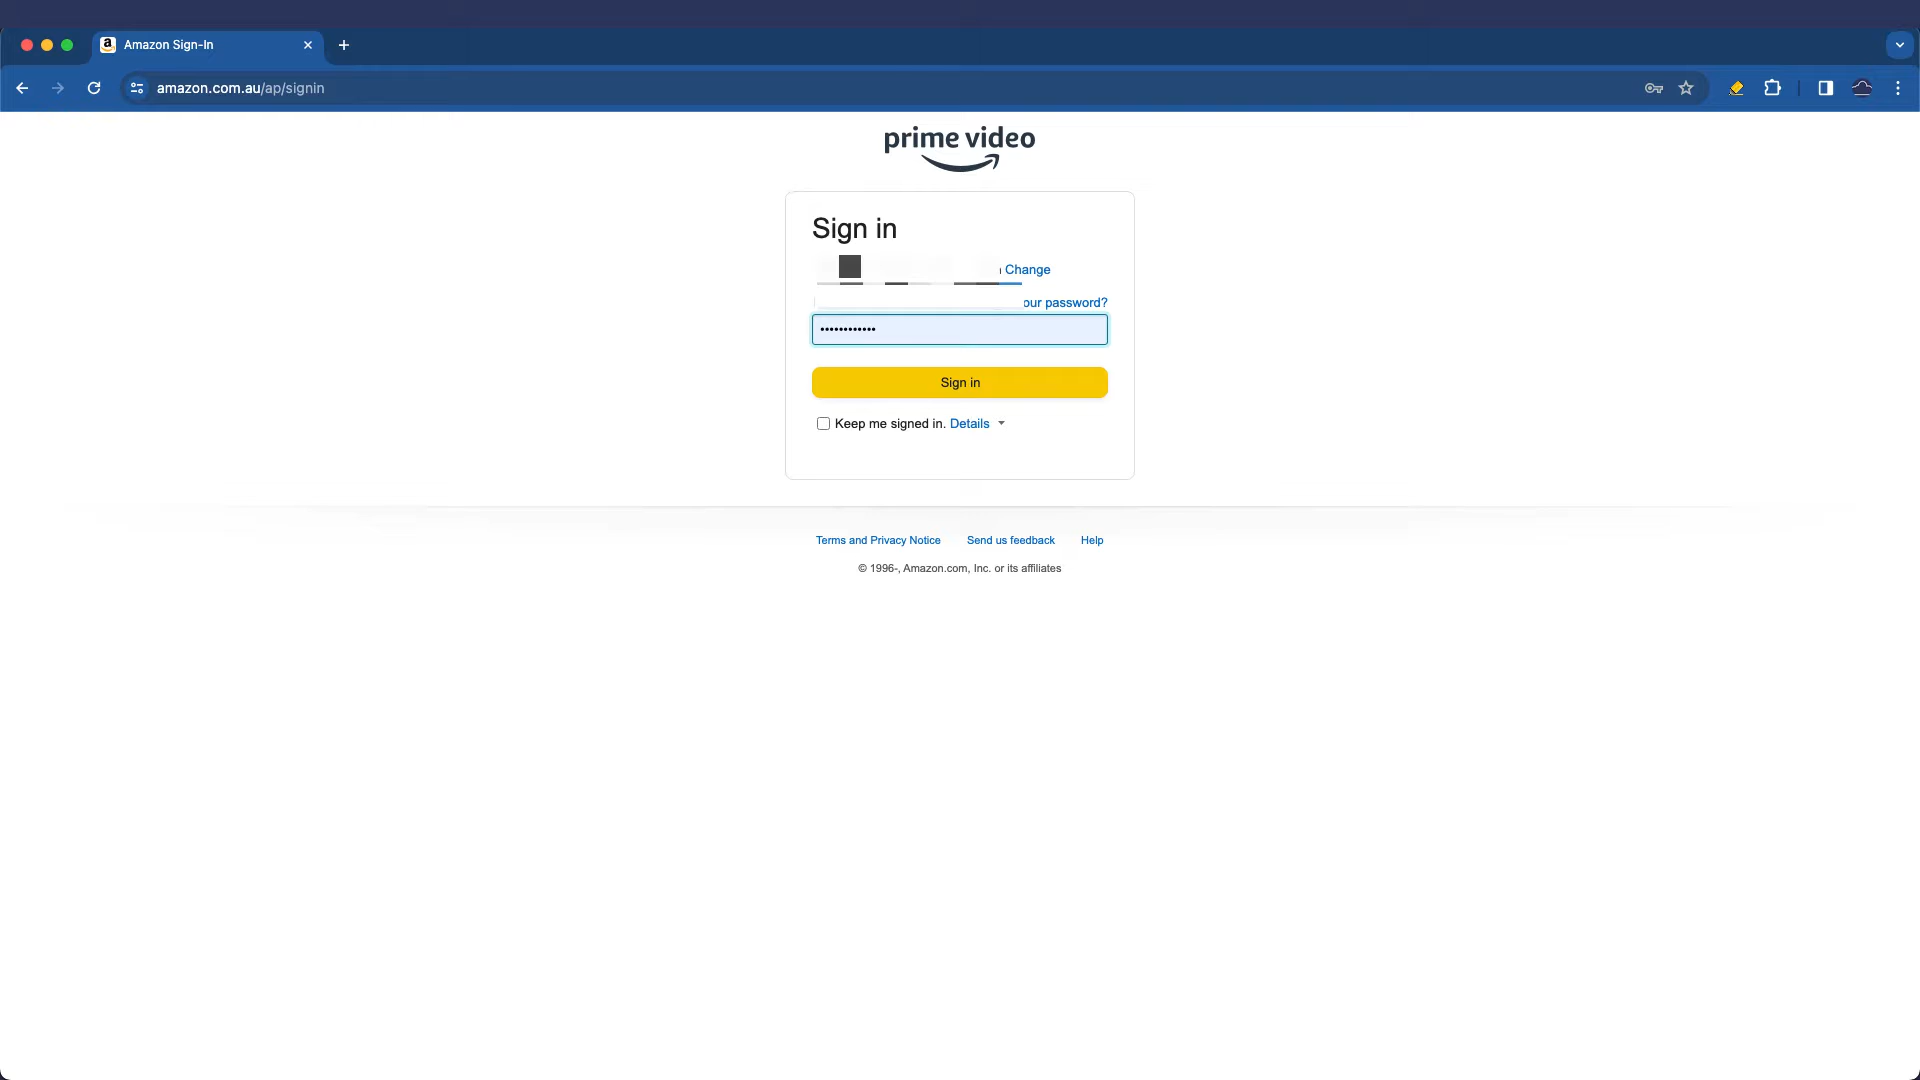 Amazon Sign-In
amazon.com.au/ap/signin
prime video
Sign in
Change
our password?
Sign in
Keep me signed in. Details
Terms and Privacy Notice Send us feedback Help
© 1996-, Amazon.com, Inc. or its affiliates